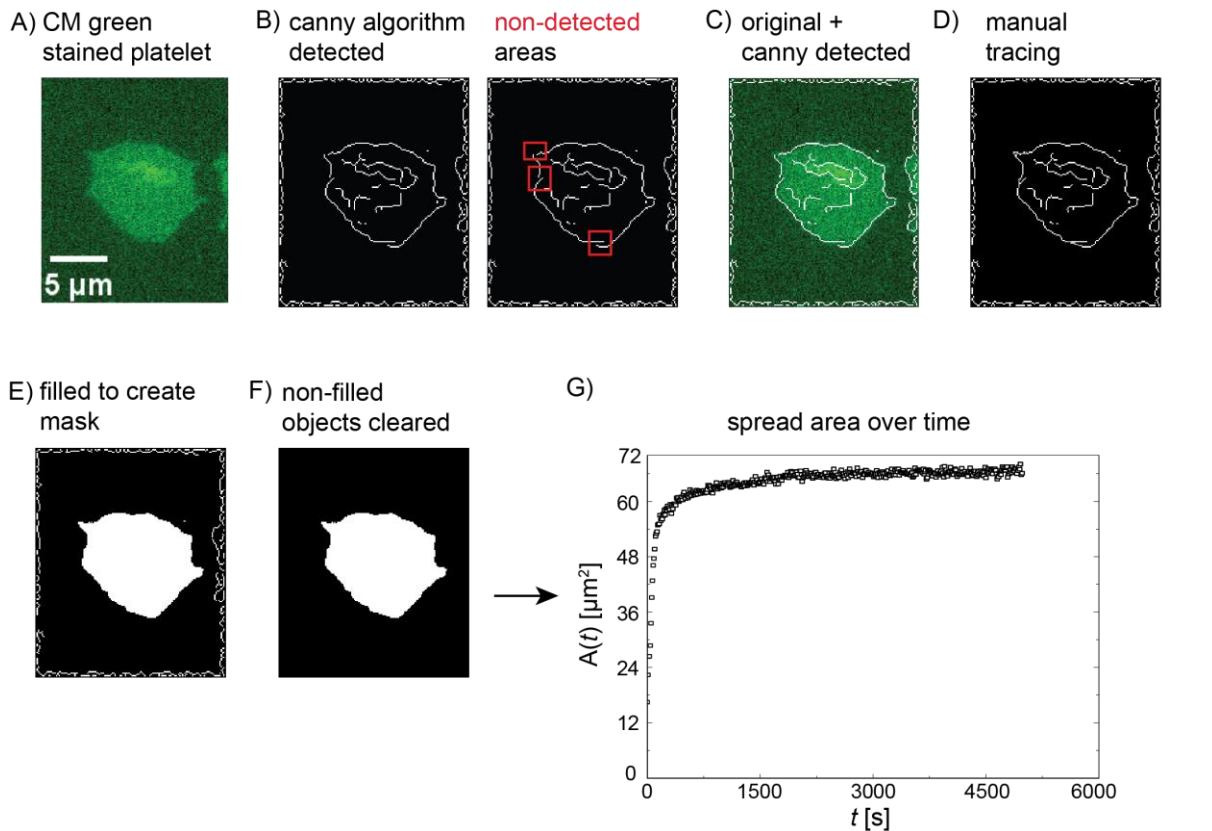 A) CM green
stained platelet
B) canny algorithm
detected
non-detected
areas
C) original +
canny detected
D) manual
tracing
5 μm
E) filled to create
mask
F) non-filled
objects cleared
G)
spread area over time
72
60
48
36
24
12
0
A(t) [μm²]
0 1500 3000 4500 6000
t [s]